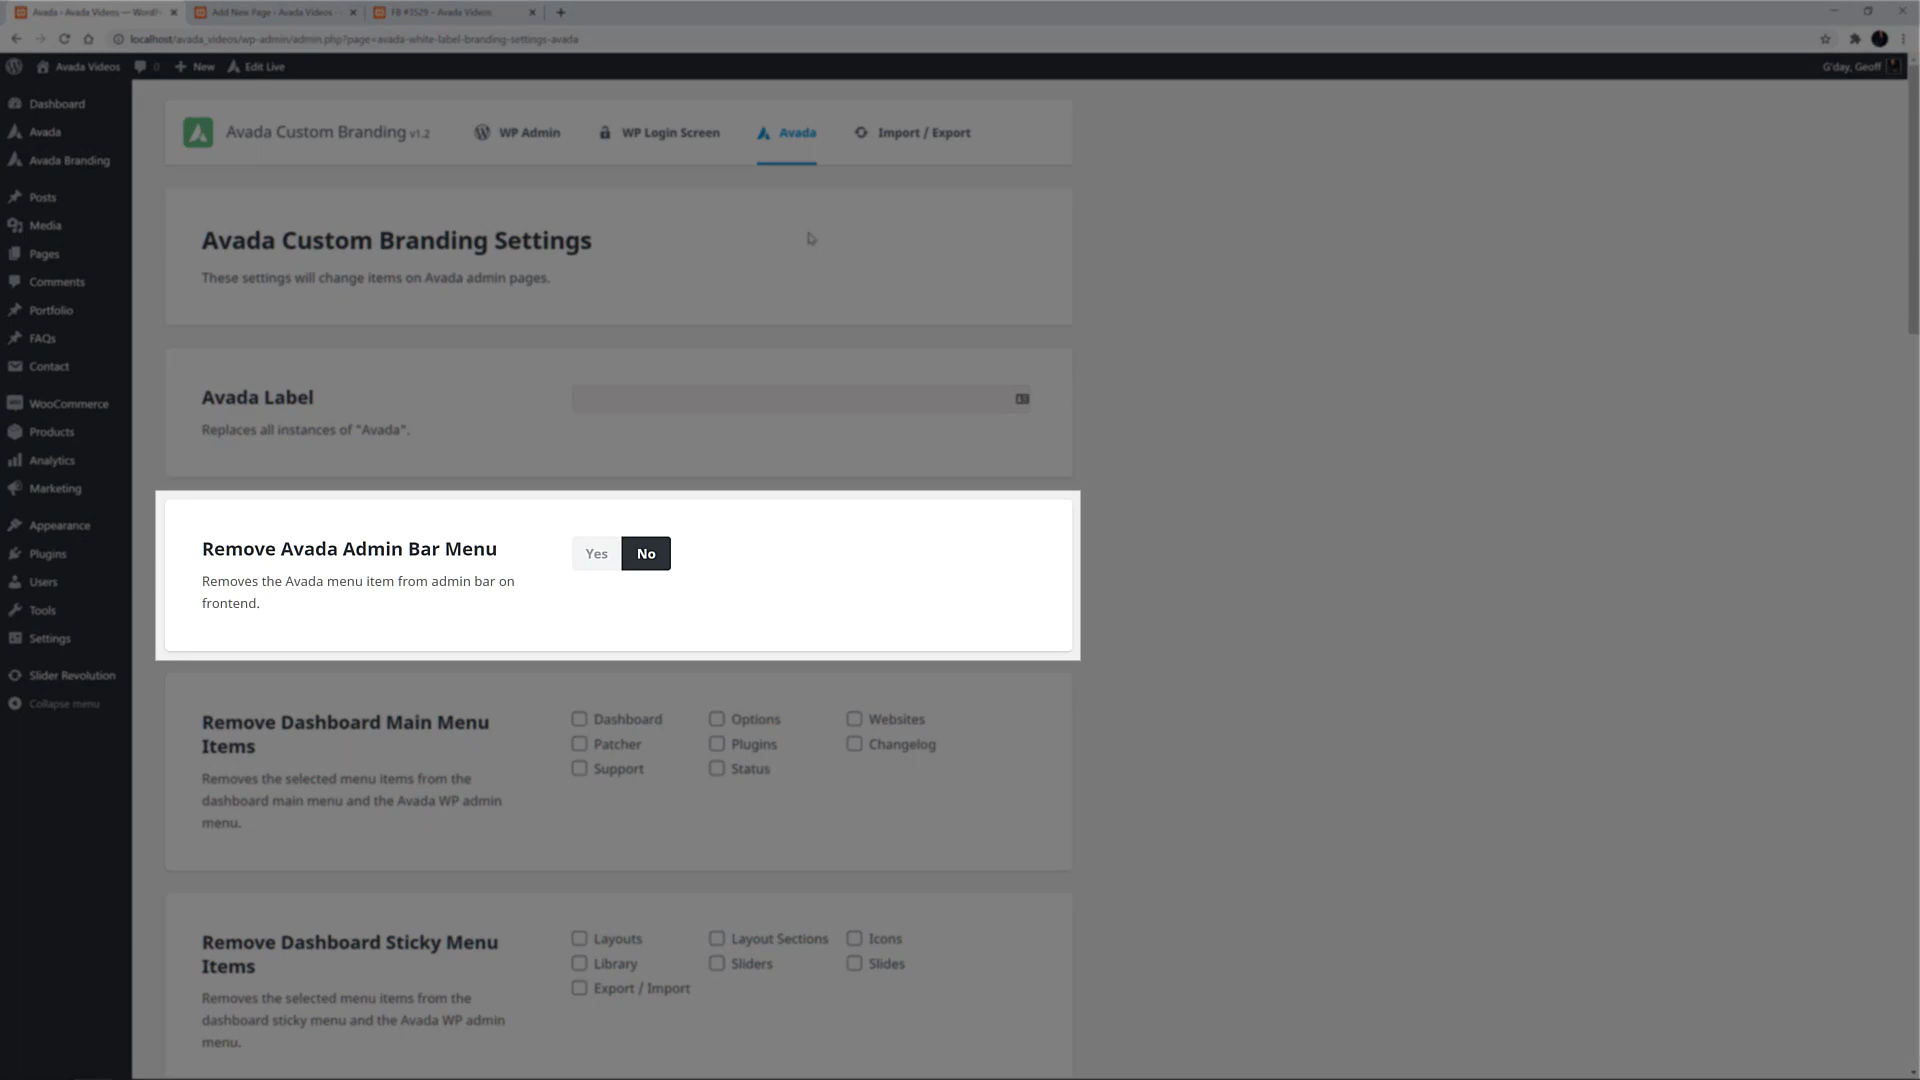 Avada ‹ Avada Videos — WordPr
Add New Page ‹ Avada Videos
FB #3529 – Avada Videos
localhost/avada_videos/wp-admin/admin.php?page=avada-white-label-branding-settings-avada
Avada Videos
0
New
Edit Live
G'day, Geoff
Dashboard
Avada
Avada Branding
Posts
Media
Pages
Comments
Portfolio
FAQs
Contact
WooCommerce
Products
Analytics
Marketing
Appearance
Plugins
Users
Tools
Settings
Slider Revolution
Collapse menu
Avada Custom Branding v1.2
WP Admin
WP Login Screen
Avada
Import / Export
Avada Custom Branding Settings
These settings will change items on Avada admin pages.
Avada Label
Replaces all instances of "Avada".
Remove Avada Admin Bar Menu
Removes the Avada menu item from admin bar on
frontend.
Yes
No
Remove Dashboard Main Menu
Items
Removes the selected menu items from the
dashboard main menu and the Avada WP admin
menu.
Dashboard
Options
Websites
Patcher
Plugins
Changelog
Support
Status
Remove Dashboard Sticky Menu
Items
Removes the selected menu items from the
dashboard sticky menu and the Avada WP admin
menu.
Layouts
Layout Sections
Icons
Library
Sliders
Slides
Export / Import